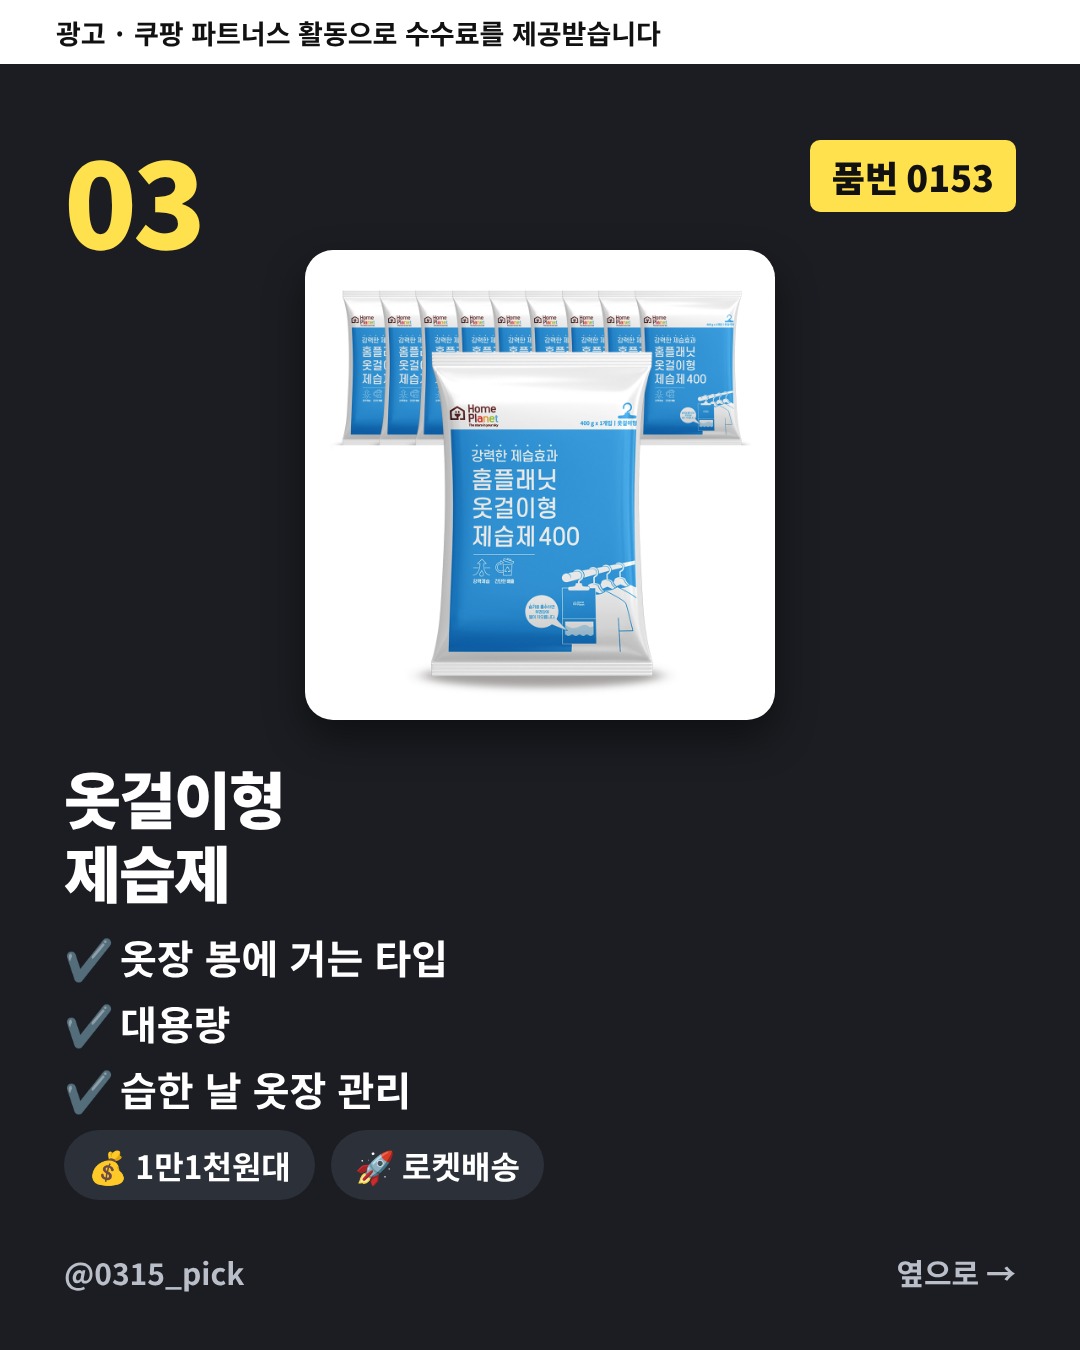 광고 · 쿠팡 파트너스 활동으로 수수료를 제공받습니다
03
품번 0153
Home
Planet
400 g x 1개입 / 옷걸이형
강력한 제습효과
홈플래닛
옷걸이형
제습제 400
옷걸이형
제습제
✔ 옷장 봉에 거는 타입
✔ 대용량
✔ 습한 날 옷장 관리
💰 1만1천원대
🚀 로켓배송
@0315_pick
옆으로 →